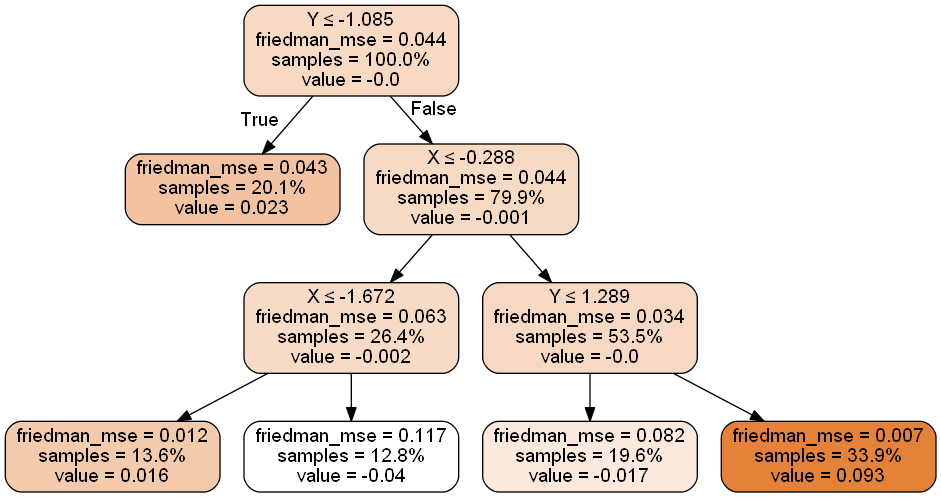 Y ≤ -1.085
friedman_mse = 0.044
samples = 100.0%
value = -0.0
True
False
friedman_mse = 0.043
samples = 20.1%
value = 0.023
X ≤ -0.288
friedman_mse = 0.044
samples = 79.9%
value = -0.001
X ≤ -1.672
friedman_mse = 0.063
samples = 26.4%
value = -0.002
Y ≤ 1.289
friedman_mse = 0.034
samples = 53.5%
value = -0.0
friedman_mse = 0.012
samples = 13.6%
value = 0.016
friedman_mse = 0.117
samples = 12.8%
value = -0.04
friedman_mse = 0.082
samples = 19.6%
value = -0.017
friedman_mse = 0.007
samples = 33.9%
value = 0.093